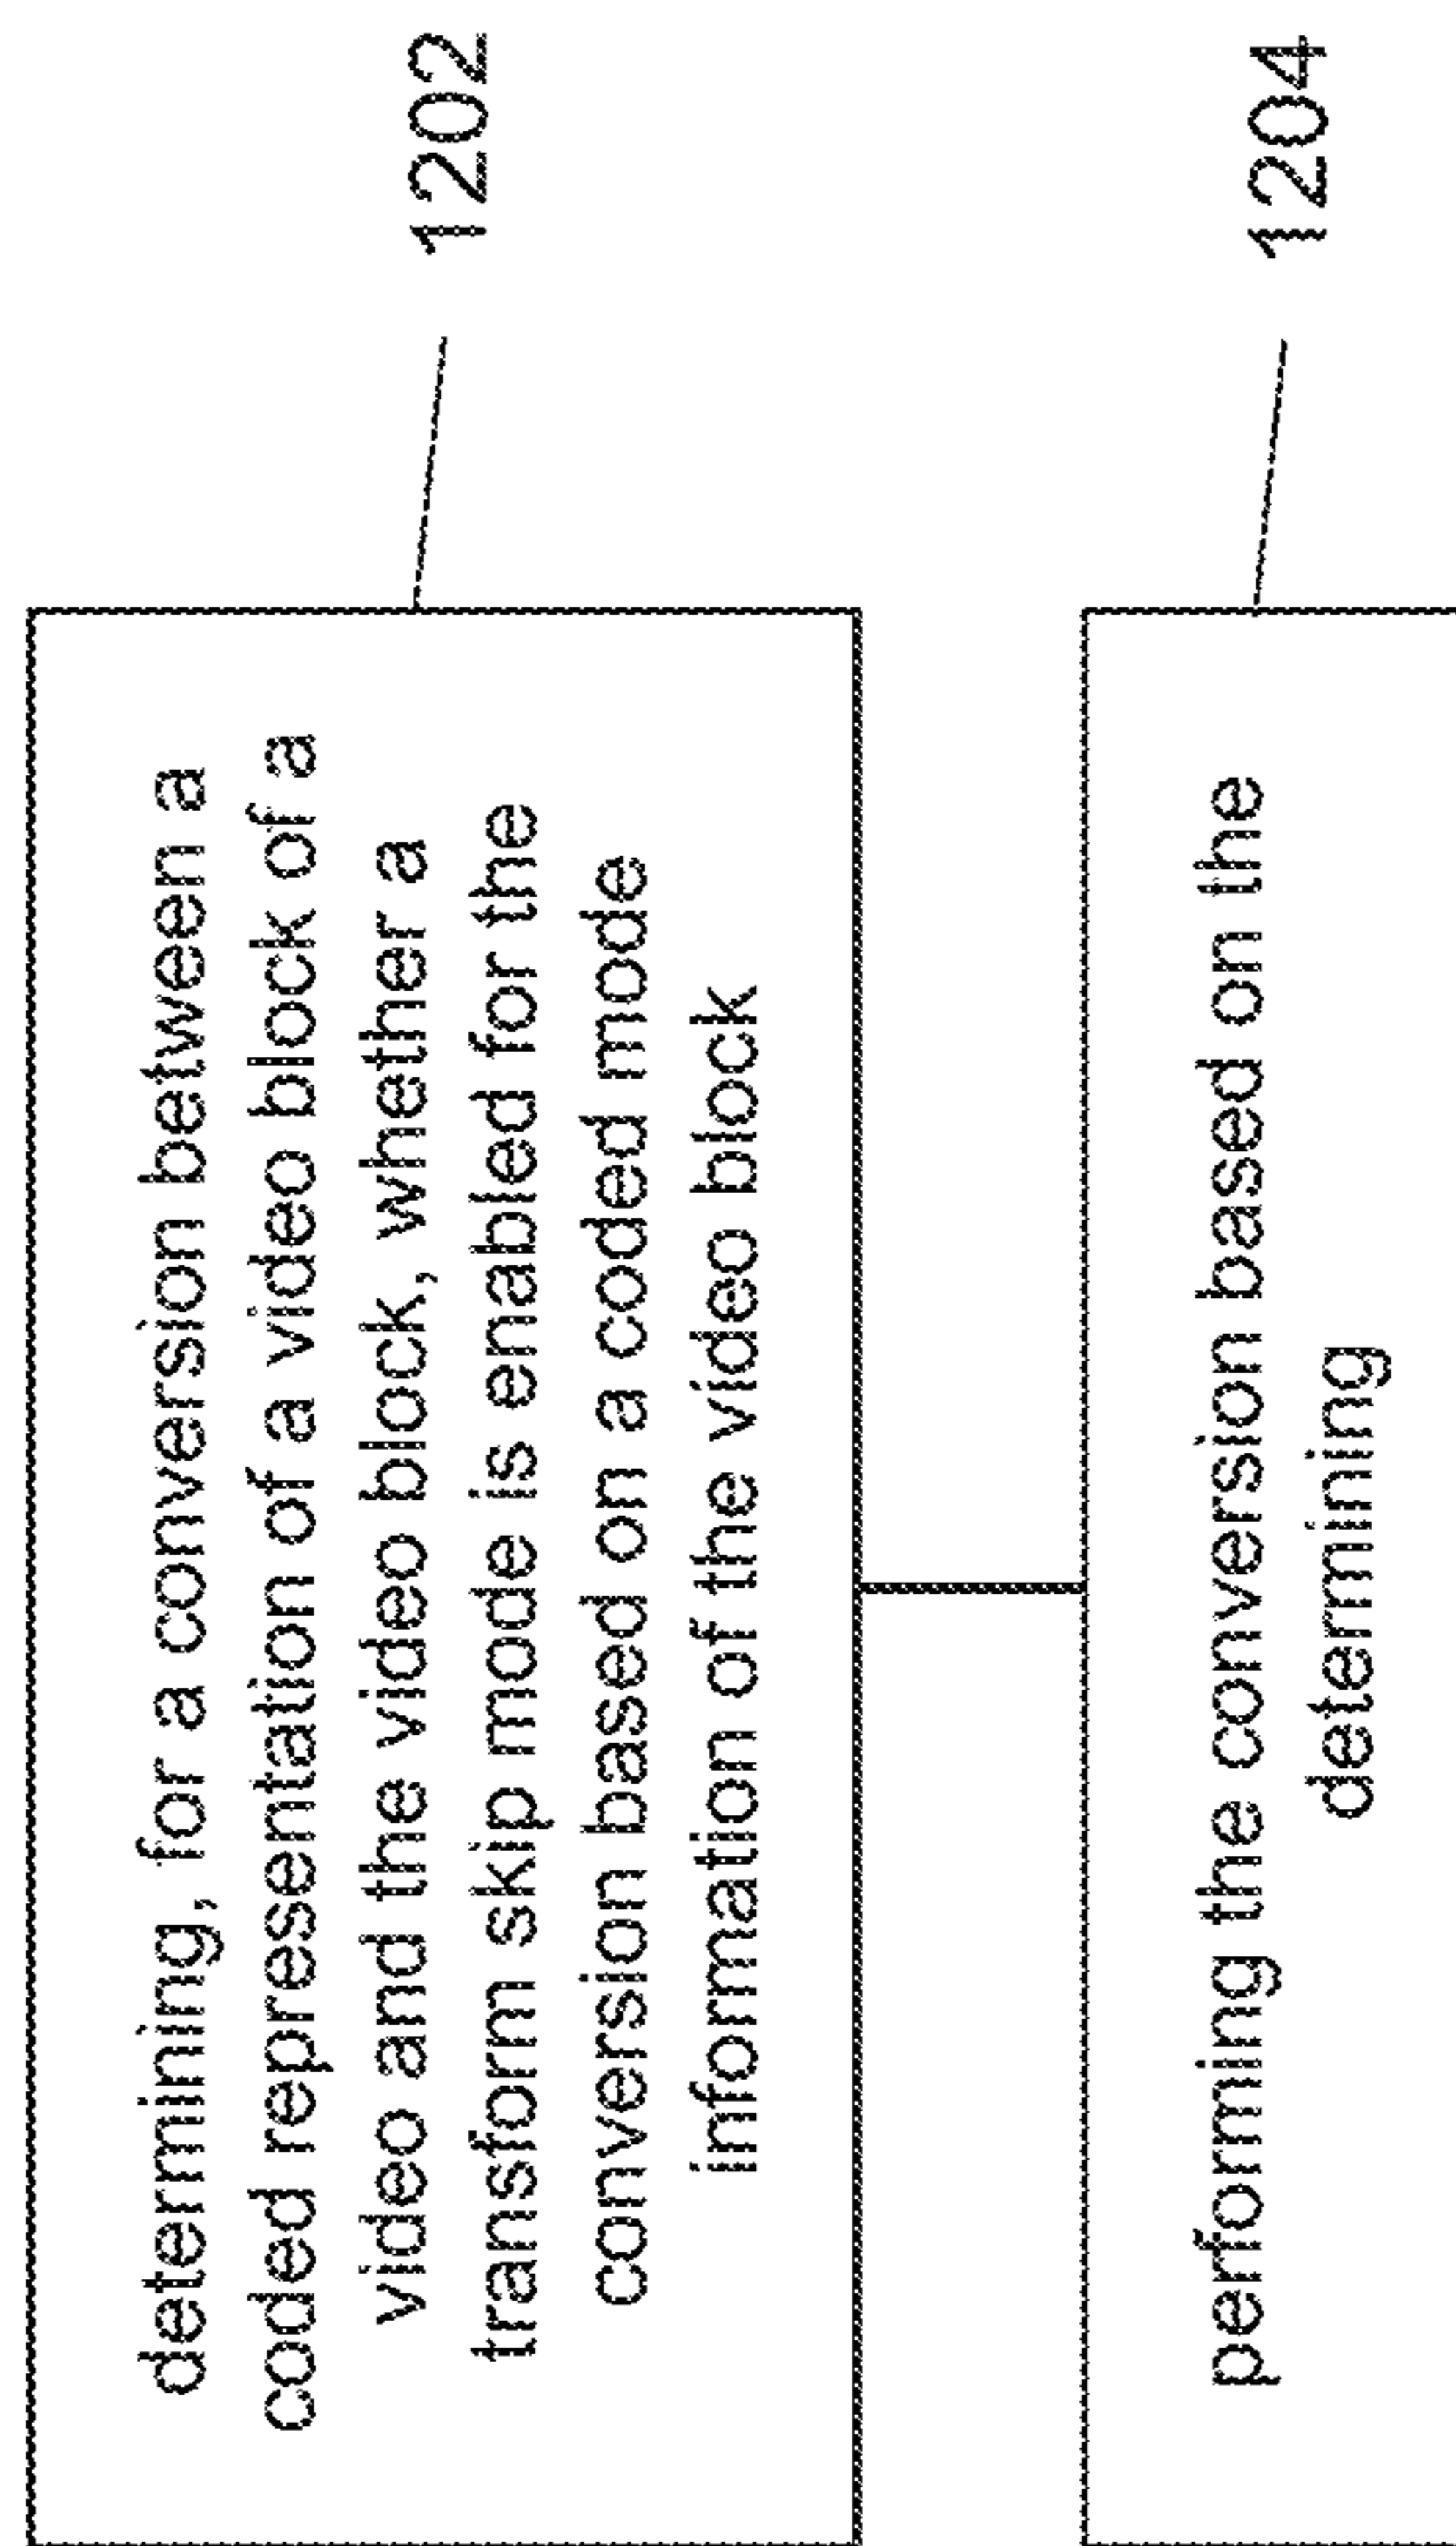 determining, for a conversion between a
coded representation of a video block of a
video and the video block, whether a
transform skip mode is enabled for the
conversion based on a coded mode
information of the video block
1202
performing the conversion based on the
determining
1204